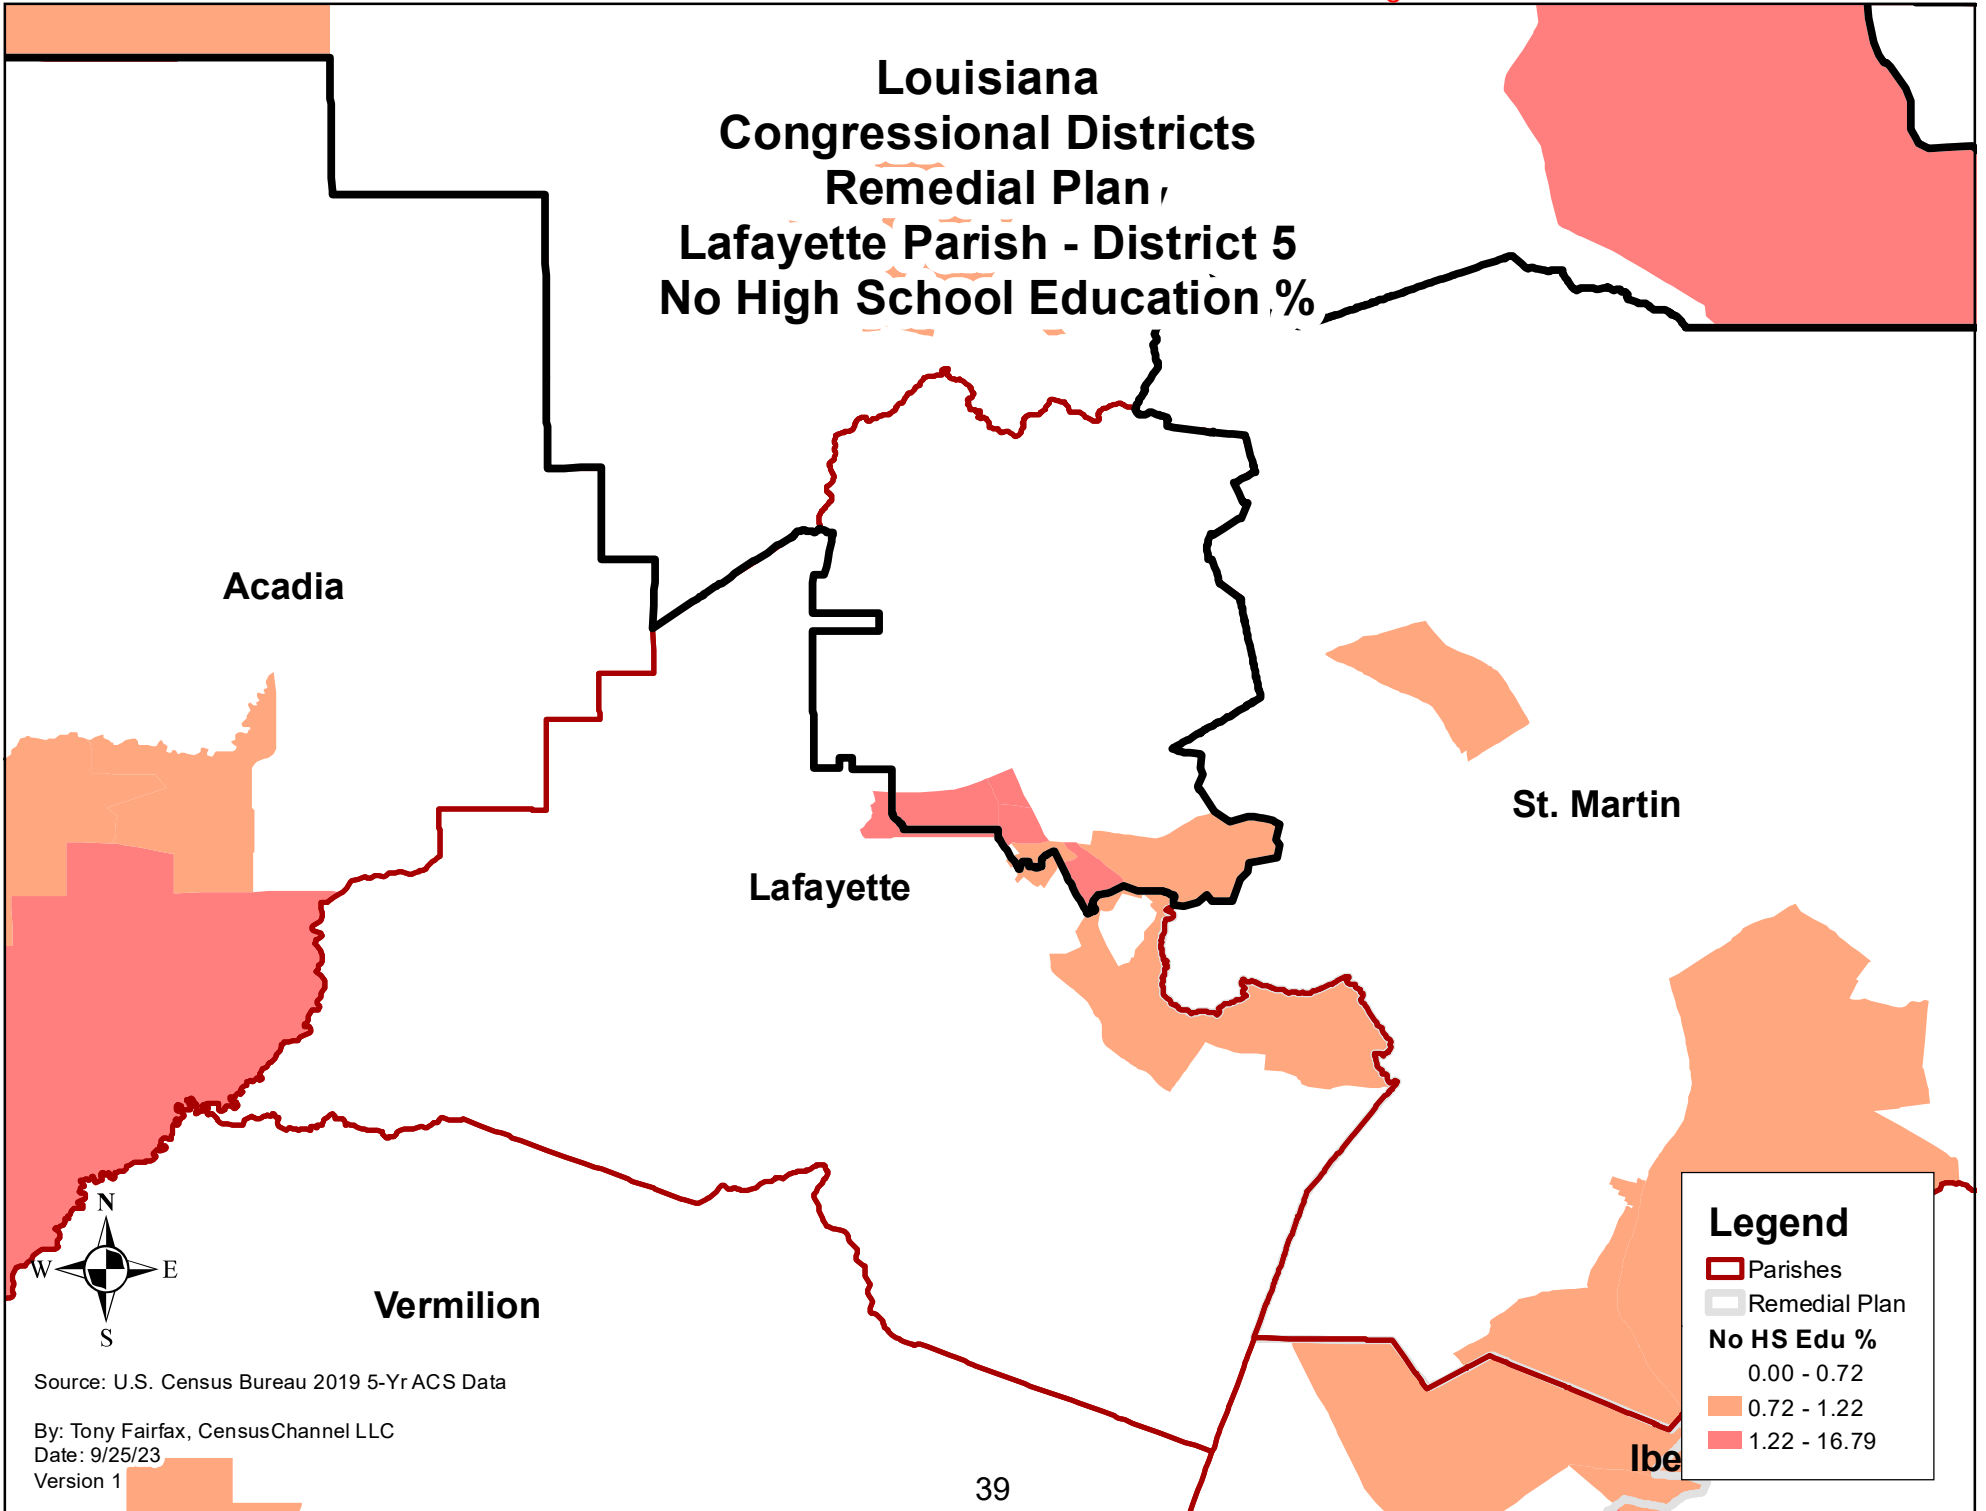 Louisiana
Congressional Districts
Remedial Plan
Lafayette Parish - District 5
No High School Education %
Acadia
St. Martin
Lafayette
Vermilion
N
W E
S
Legend
Parishes
Remedial Plan
No HS Edu %
0.00 - 0.72
0.72 - 1.22
1.22 - 16.79
Ibe
Source: U.S. Census Bureau 2019 5-Yr ACS Data
By: Tony Fairfax, CensusChannel LLC
Date: 9/25/23
Version 1
39